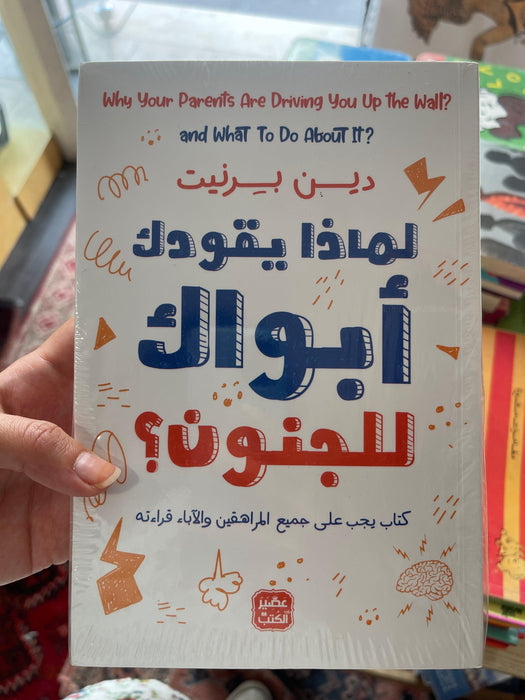 Why Your Parents Are Driving You Up the Wall?
and What To Do About It?
دين بيرنيت
لماذا يقودك
أبواك
للجنون؟
كتاب يجب على جميع المراهقين والآباء قراءته
عصير
الكتب